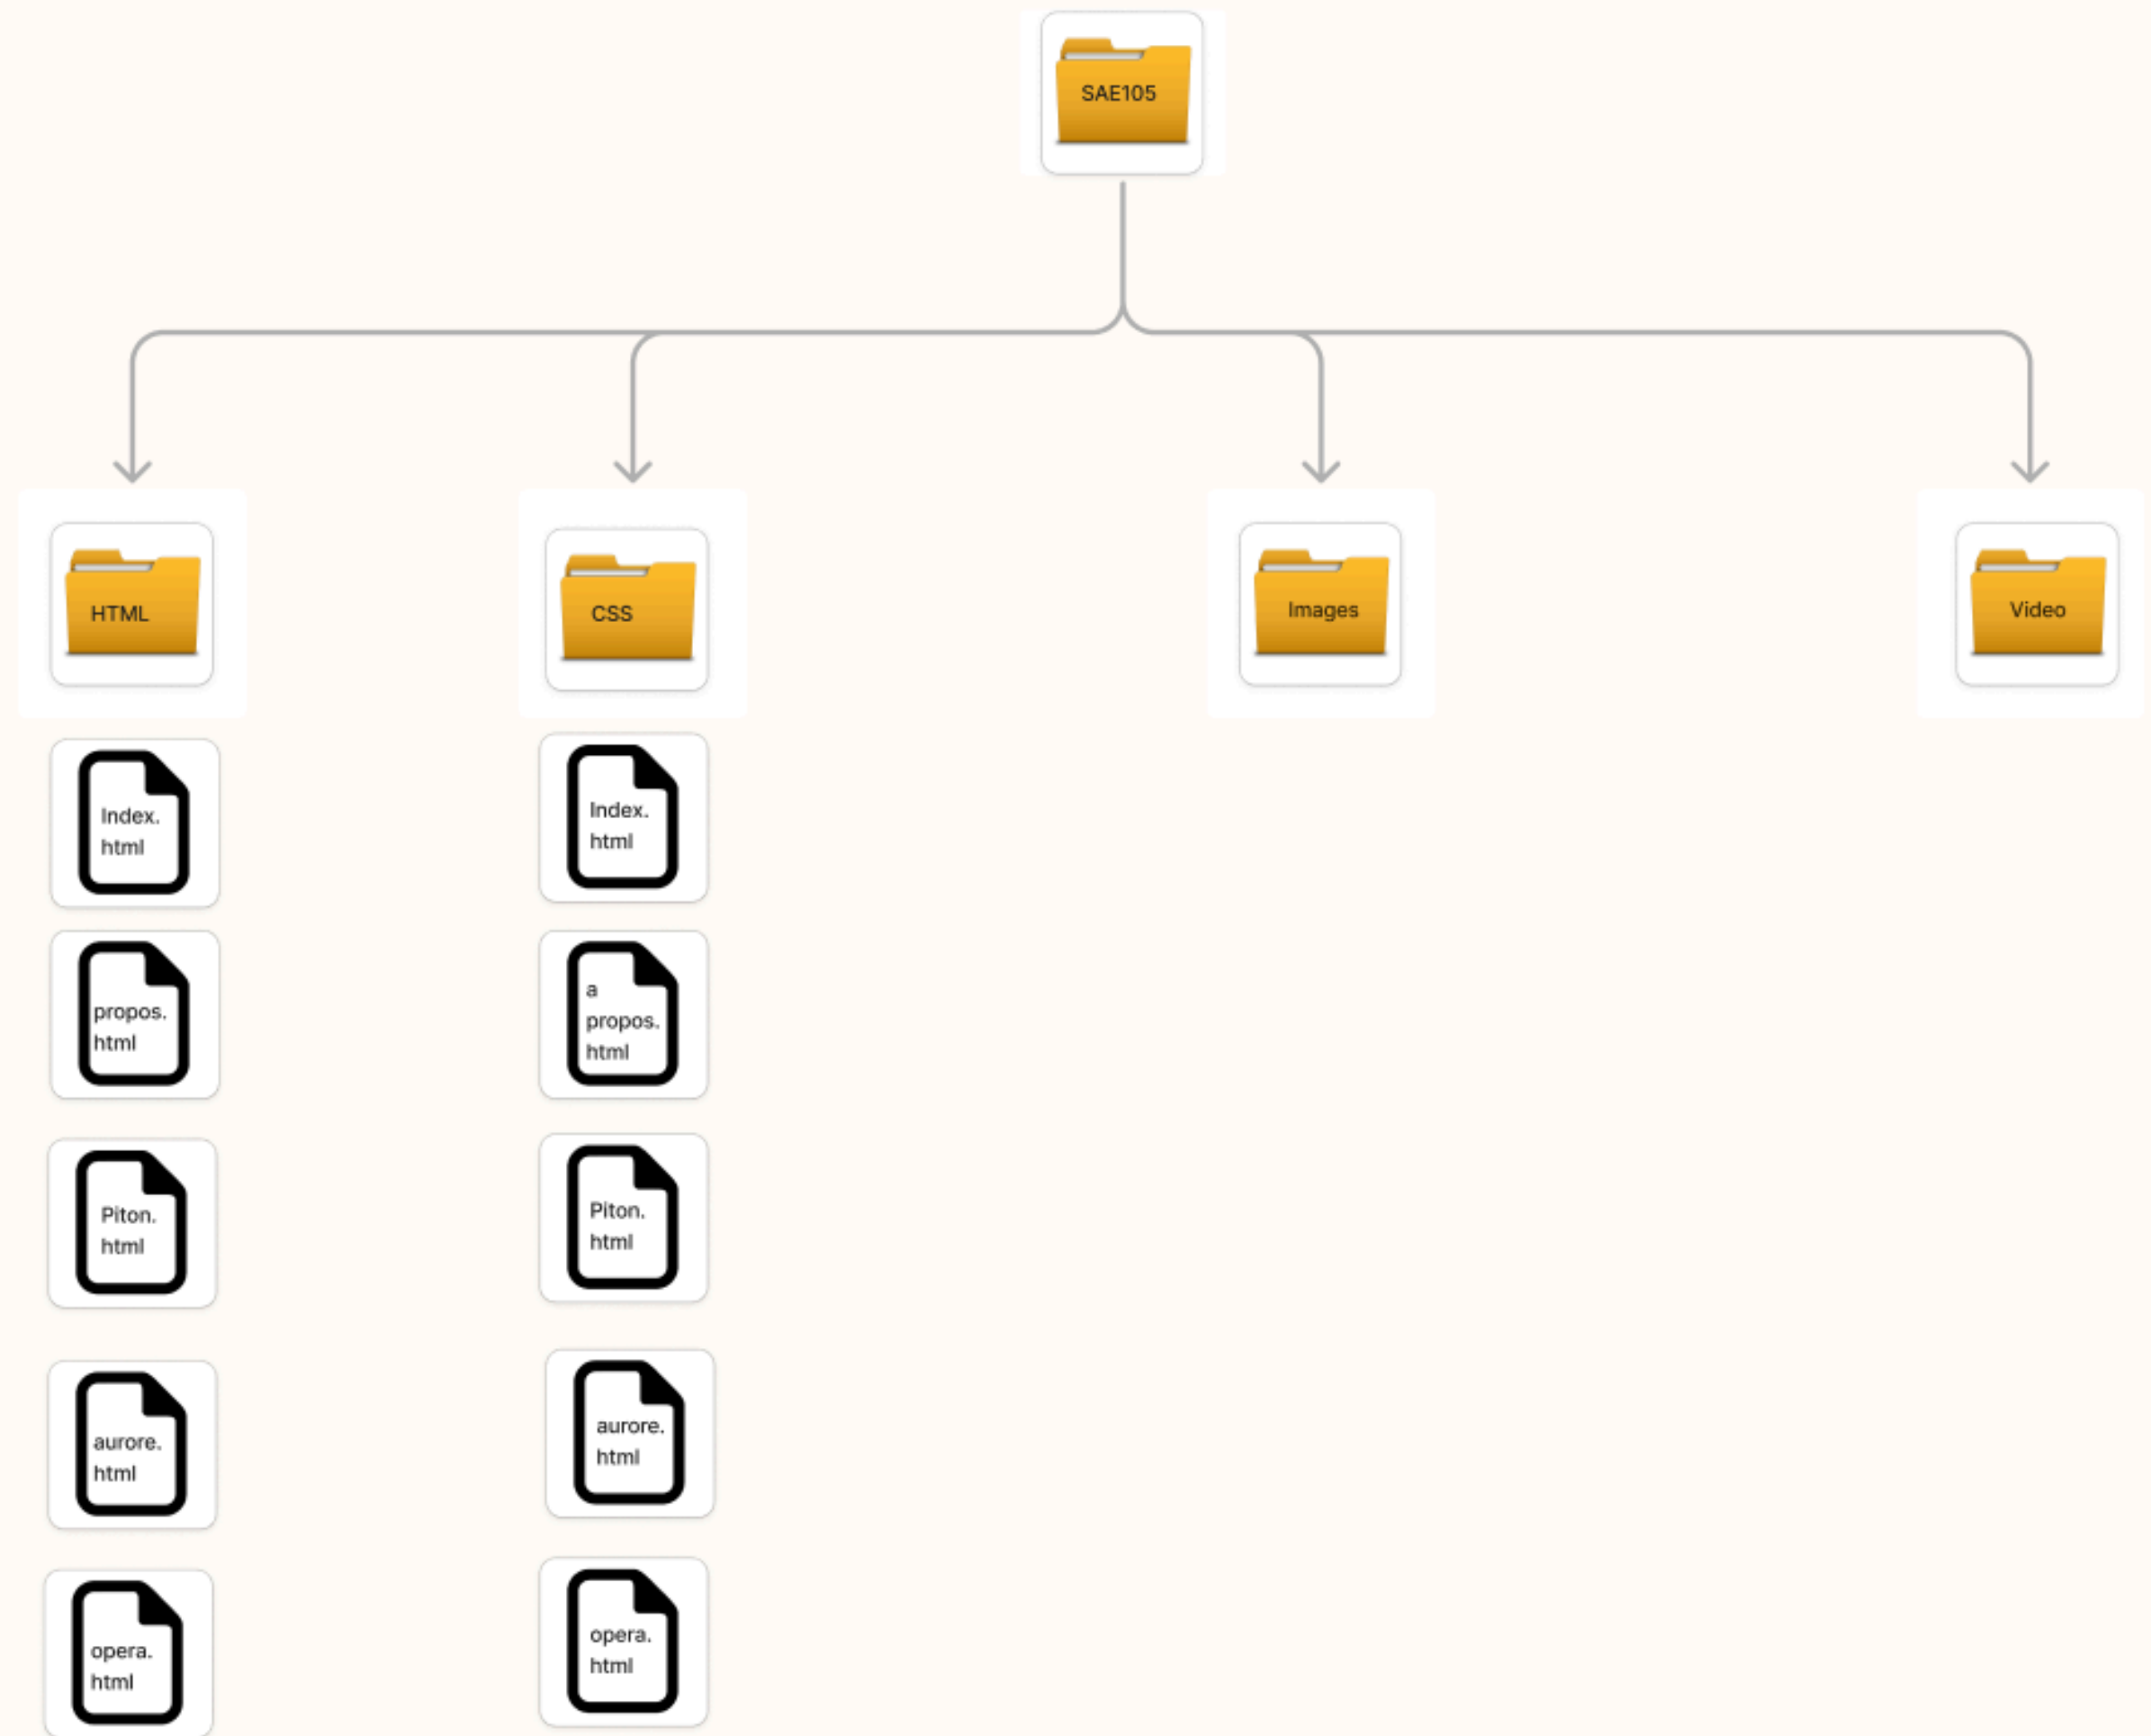 SAE105
HTML
CSS
Images
Video
Index.
html
propos.
html
Piton.
html
aurore.
html
opera.
html
Index.
html
a
propos.
html
Piton.
html
aurore.
html
opera.
html